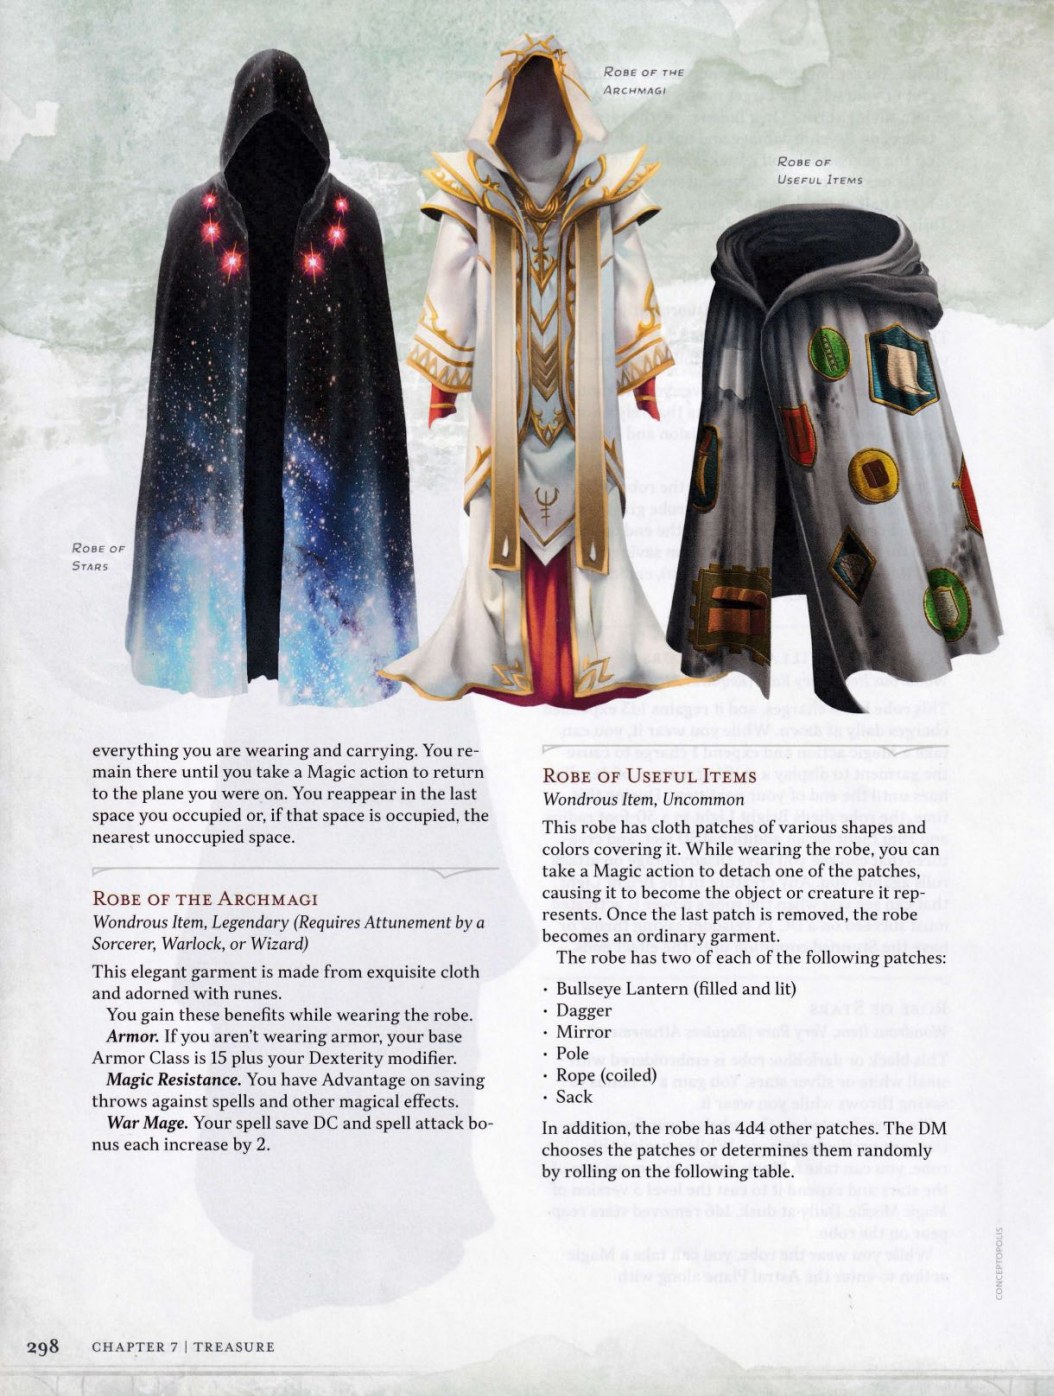 Robe of the
Archmagi
Robe of
Useful Items
Robe of
Stars
everything you are wearing and carrying. You re-
main there until you take a Magic action to return
to the plane you were on. You reappear in the last
space you occupied or, if that space is occupied, the
nearest unoccupied space.
Robe of the Archmagi
Wondrous Item, Legendary (Requires Attunement by a
Sorcerer, Warlock, or Wizard)
This elegant garment is made from exquisite cloth
and adorned with runes.
You gain these benefits while wearing the robe.
Armor. If you aren't wearing armor, your base
Armor Class is 15 plus your Dexterity modifier.
Magic Resistance. You have Advantage on saving
throws against spells and other magical effects.
War Mage. Your spell save DC and spell attack bo-
nus each increase by 2.
Robe of Useful Items
Wondrous Item, Uncommon
This robe has cloth patches of various shapes and
colors covering it. While wearing the robe, you can
take a Magic action to detach one of the patches,
causing it to become the object or creature it rep-
resents. Once the last patch is removed, the robe
becomes an ordinary garment.
The robe has two of each of the following patches:
• Bullseye Lantern (filled and lit)
• Dagger
• Mirror
• Pole
• Rope (coiled)
• Sack
In addition, the robe has 4d4 other patches. The DM
chooses the patches or determines them randomly
by rolling on the following table.
CONCEPTOPOLIS
298 CHAPTER 7 | TREASURE